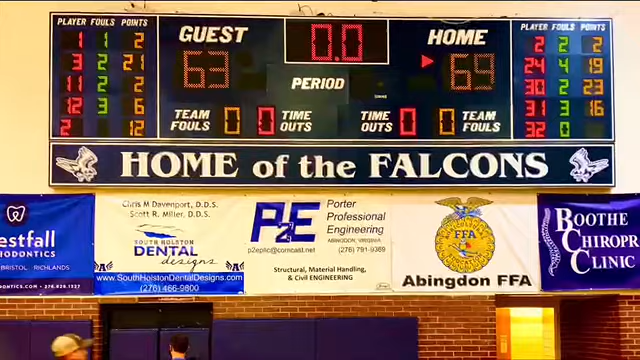 PLAYER FOULS POINTS
1 1 2
3 2 21
11 2 2
12 3 6
2 12
GUEST
63
TEAM FOULS 0
0 TIME OUTS
0.0
PERIOD
HOME
69
TIME OUTS 0
0 TEAM FOULS
PLAYER FOULS POINTS
2 2 2
24 4 19
30 2 23
31 3 16
32 0
HOME of the FALCONS
estfall
ODONTICS
BRISTOL RICHLANDS
Chris M Davenport, D.D.S.
Scott R. Miller, D.D.S.
SOUTH HOLSTON
DENTAL
designs
www.SouthHolstonDentalDesigns.com
(276) 466-9800
P2E
Porter
Professional
Engineering
ABINGDON, VIRGINIA
p2epllc@comcast.net (276) 791-9369
Structural, Material Handling,
& Civil ENGINEERING
FFA
Abingdon FFA
BOOTHE
CHIROPR
CLINIC